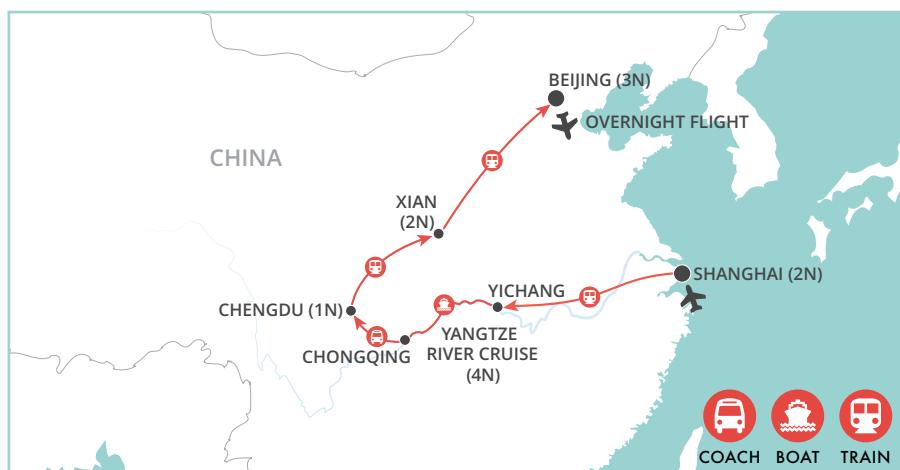 BEIJING (3N)
OVERNIGHT FLIGHT
CHINA
XIAN
(2N)
SHANGHAI (2N)
YICHANG
CHENGDU (1N)
YANGTZE
RIVER CRUISE
(4N)
CHONGQING
COACH
BOAT
TRAIN